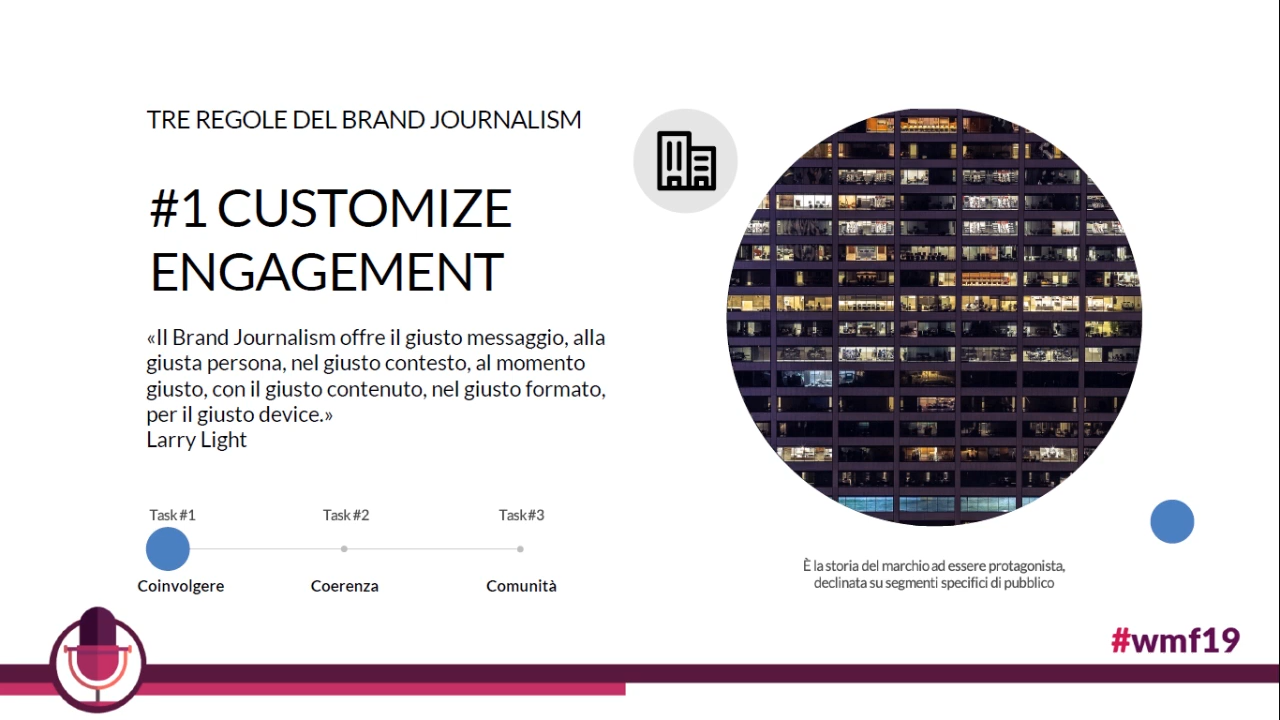 TRE REGOLE DEL BRAND JOURNALISM
#1 CUSTOMIZE
ENGAGEMENT
«Il Brand Journalism offre il giusto messaggio, alla
giusta persona, nel giusto contesto, al momento
giusto, con il giusto contenuto, nel giusto formato,
per il giusto device.»
Larry Light
Task #1
Task #2
Task #3
Coinvolgere
Coerenza
Comunità
È la storia del marchio ad essere protagonista,
declinata su segmenti specifici di pubblico
#wmf19